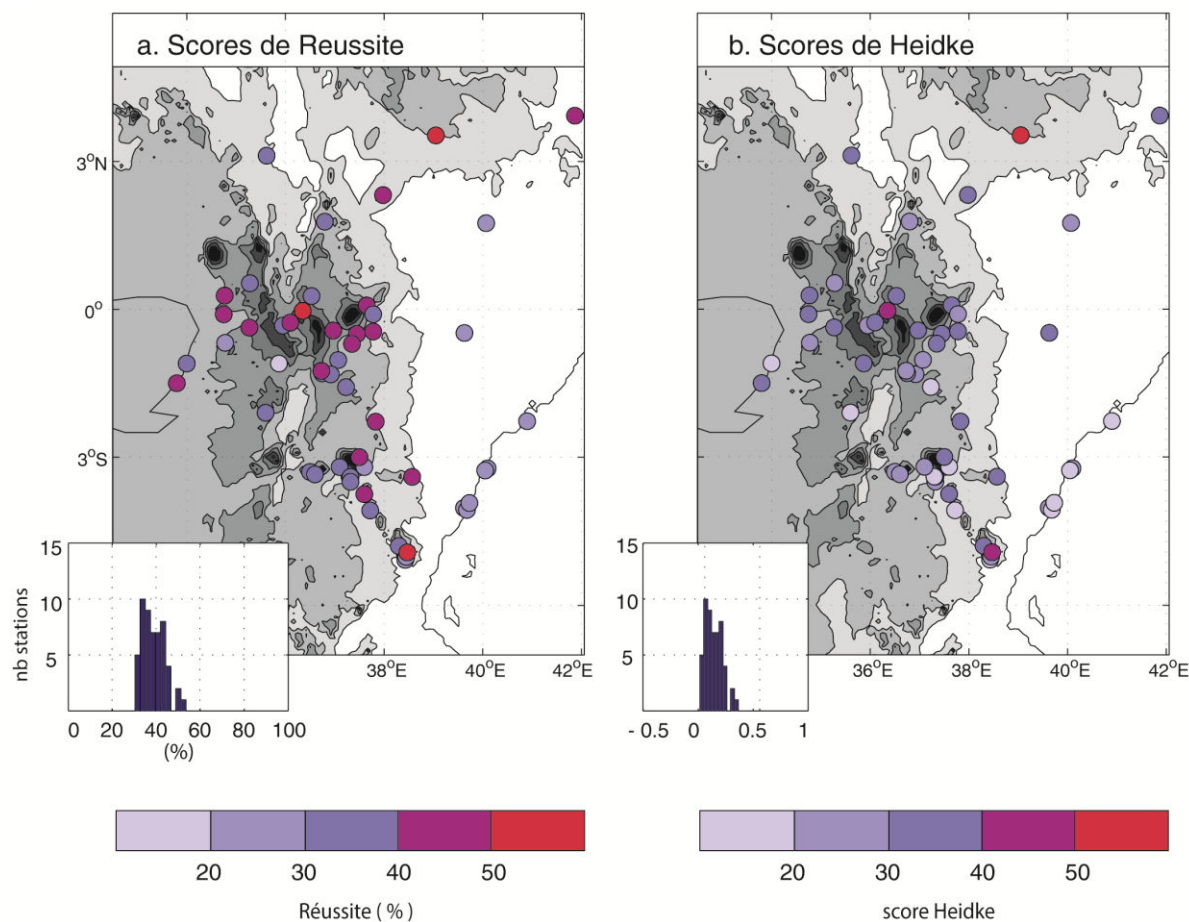 a. Scores de Reussite
b. Scores de Heidke
3°N
0°
3°S
15
10
5
nb stations
0 20 40 60 80 100
(%)
38°E 40°E 42°E
15
10
5
- 0.5 0 0.5 1
36°E 38°E 40°E 42°E
20 30 40 50
Réussite ( % )
20 30 40 50
score Heidke